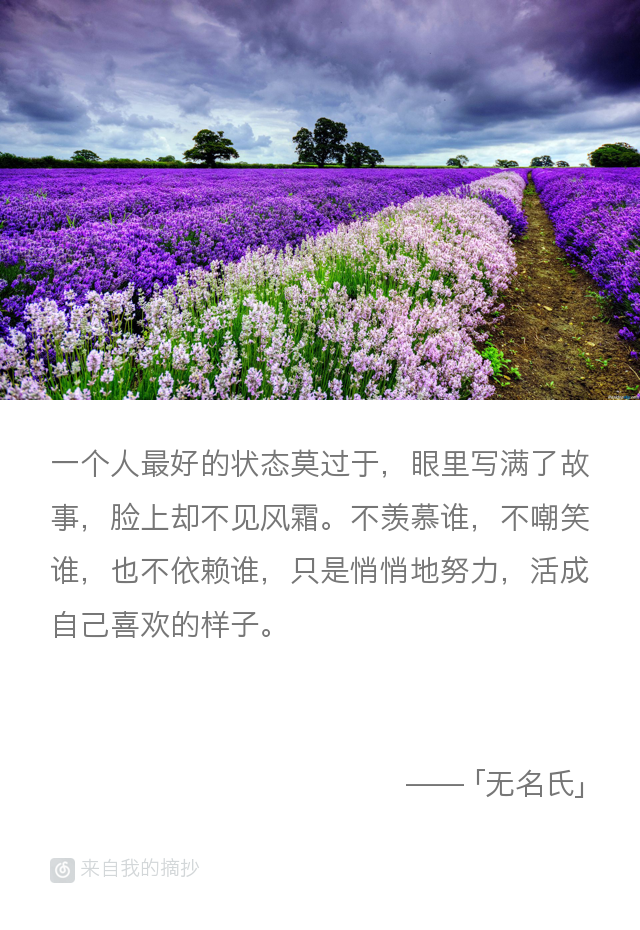 一个人最好的状态莫过于，眼里写满了故
事，脸上却不见风霜。不羡慕谁，不嘲笑
谁，也不依赖谁，只是悄悄地努力，活成
自己喜欢的样子。
——「无名氏」
来自我的摘抄